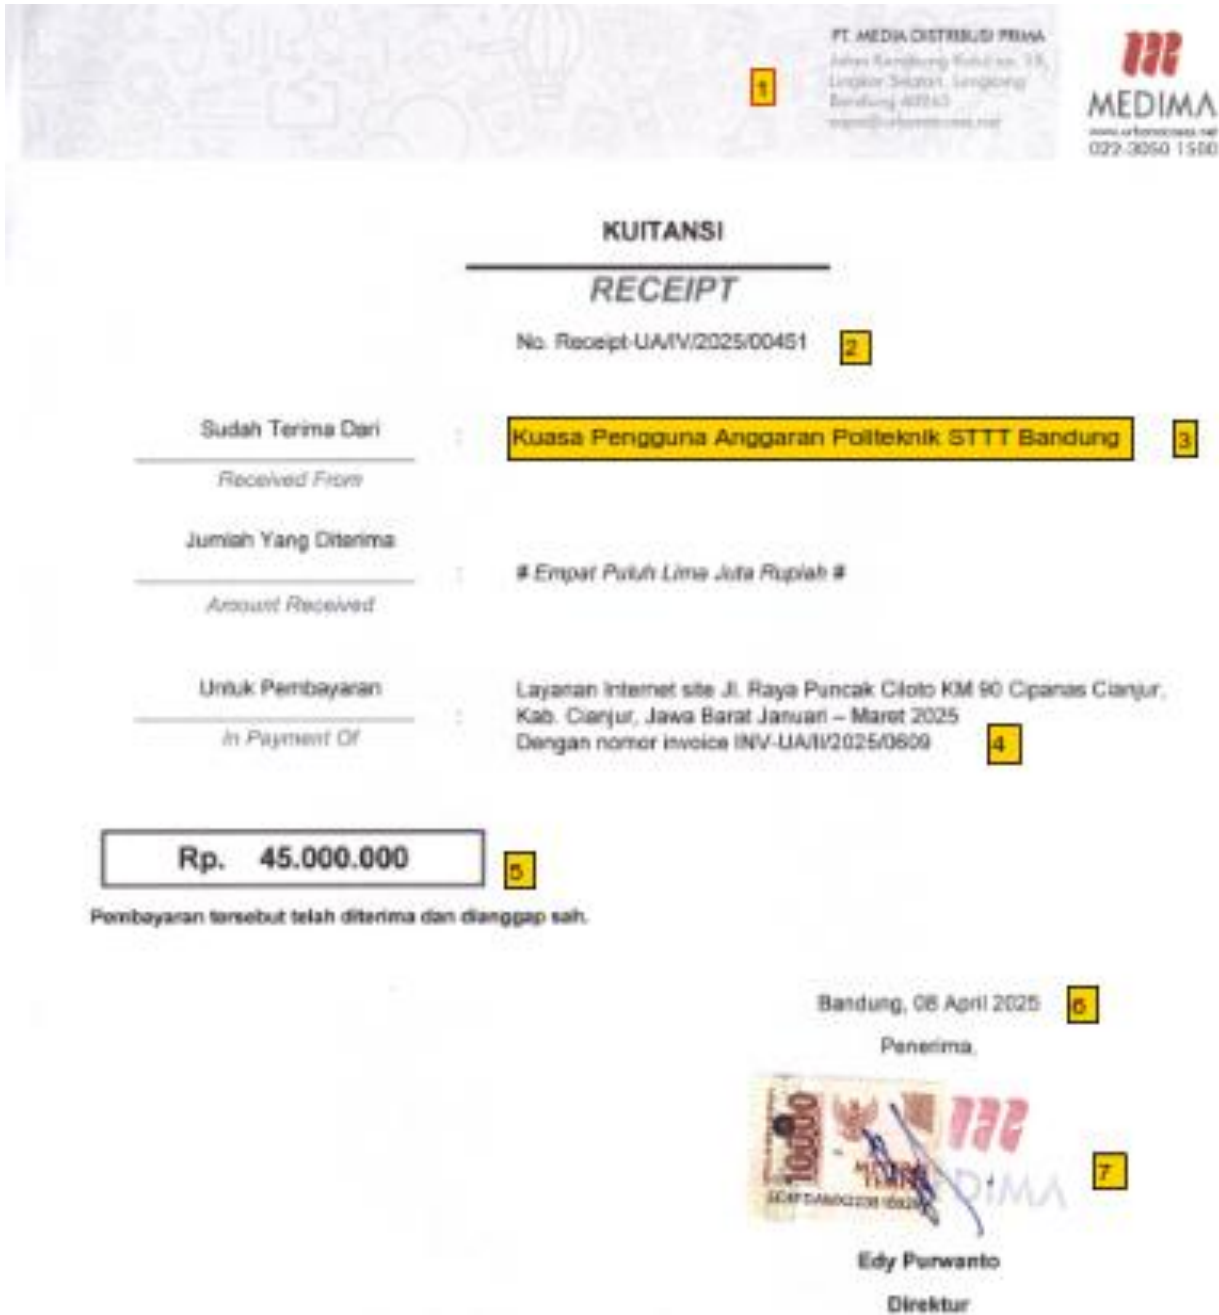 PT. MEDIA DISTRIBUSI PRIMA
Bandung 40263
1
MEDIMA
022-3050 1500
KUITANSI
RECEIPT
No. Receipt-UA/IV/2025/00451 2
Sudah Terima Dari : Kuasa Pengguna Anggaran Politeknik STTT Bandung 3
Received From
Jumlah Yang Diterima
: # Empat Puluh Lima Juta Rupiah #
Amount Received
Untuk Pembayaran : Layanan Internet site Jl. Raya Puncak Ciloto KM 90 Cipanas Cianjur,
Kab. Cianjur, Jawa Barat Januari – Maret 2025
In Payment Of Dengan nomor invoice INV-UA/II/2025/0609 4
Rp. 45.000.000 5
Pembayaran tersebut telah diterima dan dianggap sah.
Bandung, 08 April 2025 6
Penerima,
10000
7
Edy Purwanto
Direktur